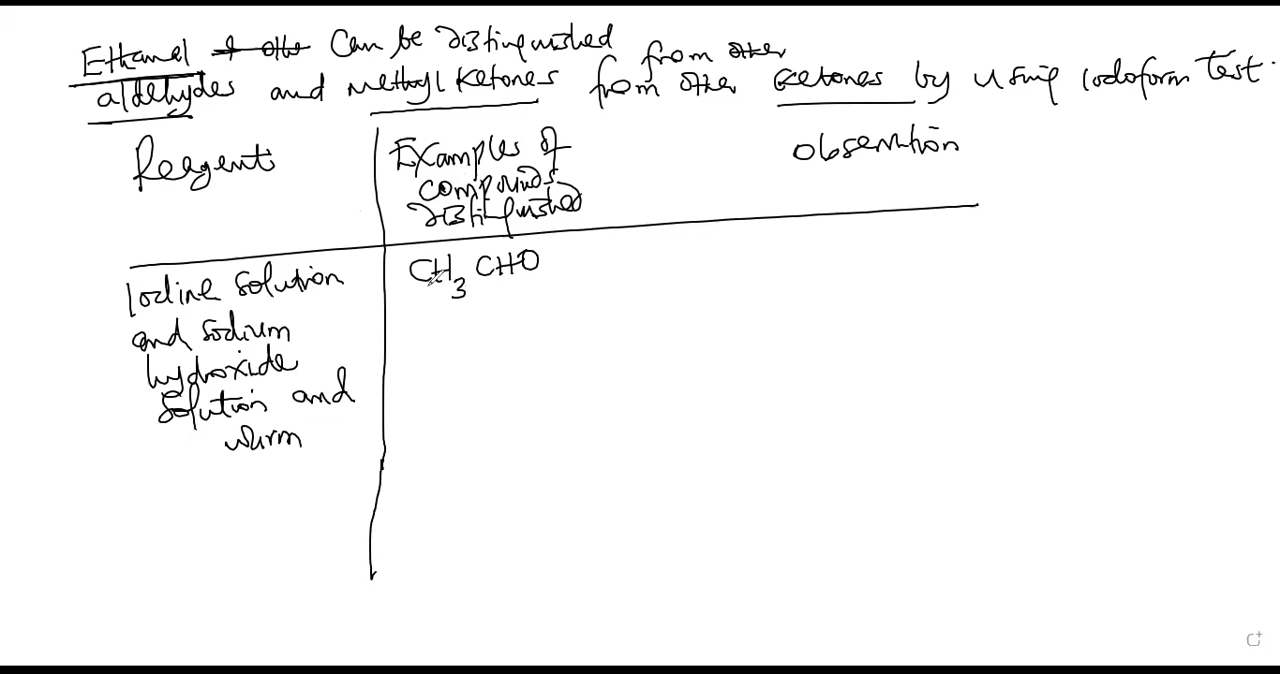 Ethanal + othe can be distinguished from other
aldehydes and methyl ketones from other ketones by using iodoform test.
Reagent
Examples of
compounds
distinguished
observation
Iodine solution
and sodium
hydroxide
solution and
warm
CH3 CHO